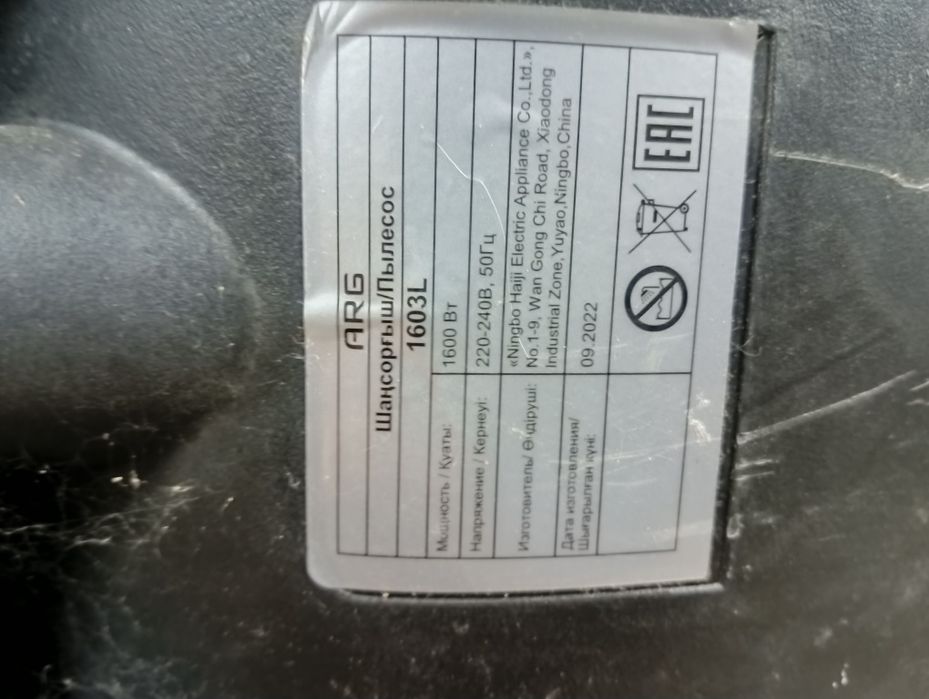 ARG
Шаңсорғыш/Пылесос
1603L
Мощность / Қуаты:
1600 Вт
Напряжение / Кернеуі:
220-240В, 50Гц
Изготовитель/ Өндіруші:
«Ningbo Haiji Electric Appliance Co.,Ltd.»,
No.1-9, Wan Gong Chi Road, Xiaodong
Industrial Zone,Yuyao,Ningbo,China
Дата изготовления/
Шығарылған күні:
09.2022
EAC